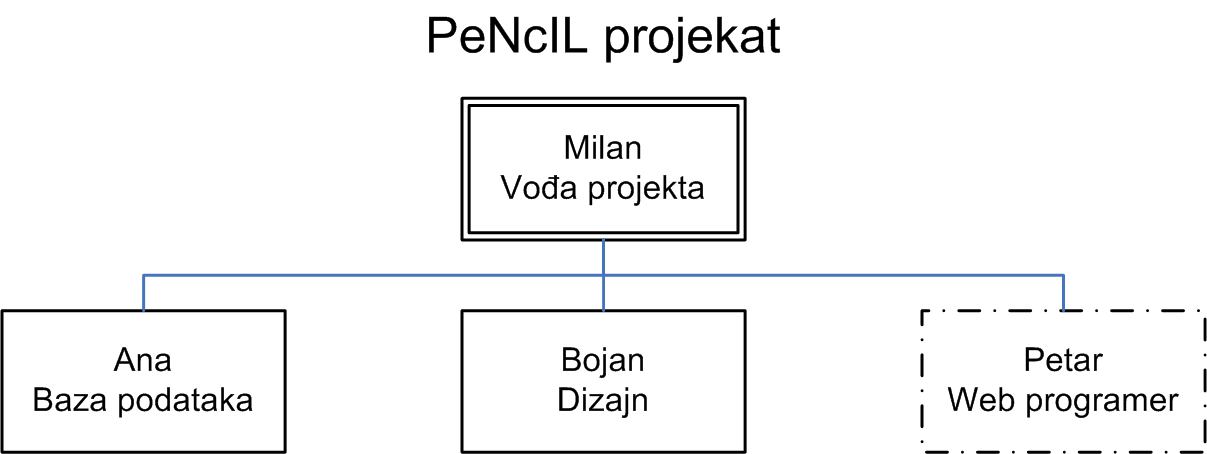 PeNcIL projekat
Milan
Vođa projekta
Ana
Baza podataka
Bojan
Dizajn
Petar
Web programer